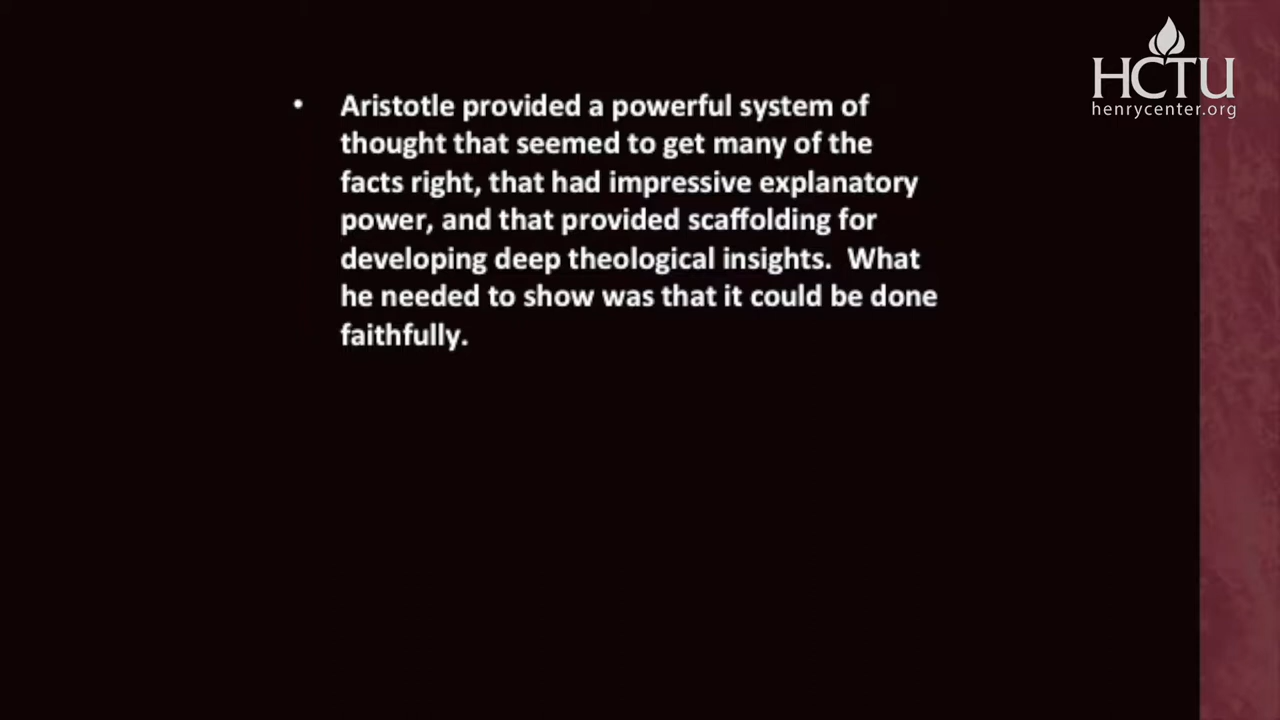 HCTU
henrycenter.org
• Aristotle provided a powerful system of
thought that seemed to get many of the
facts right, that had impressive explanatory
power, and that provided scaffolding for
developing deep theological insights.  What
he needed to show was that it could be done
faithfully.